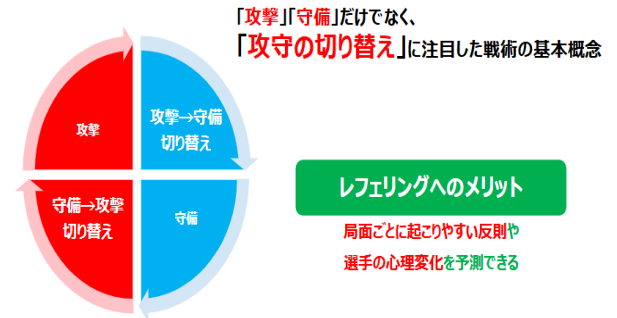 「攻撃」「守備」だけでなく、
「攻守の切り替え」に注目した戦術の基本概念
攻撃
攻撃→守備
切り替え
守備→攻撃
切り替え
守備
レフェリングへのメリット
局面ごとに起こりやすい反則や
選手の心理変化を予測できる